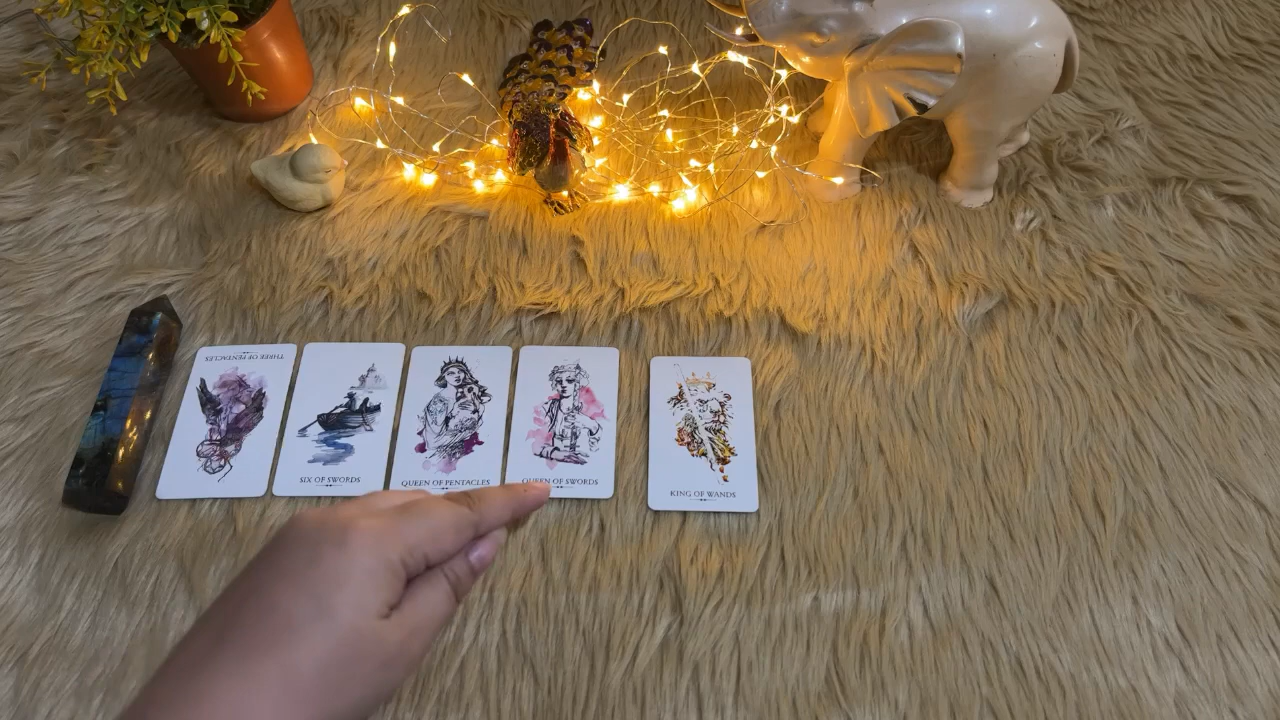 THREE OF PENTACLES
SIX OF SWORDS
QUEEN OF PENTACLES
QUEEN OF SWORDS
KING OF WANDS